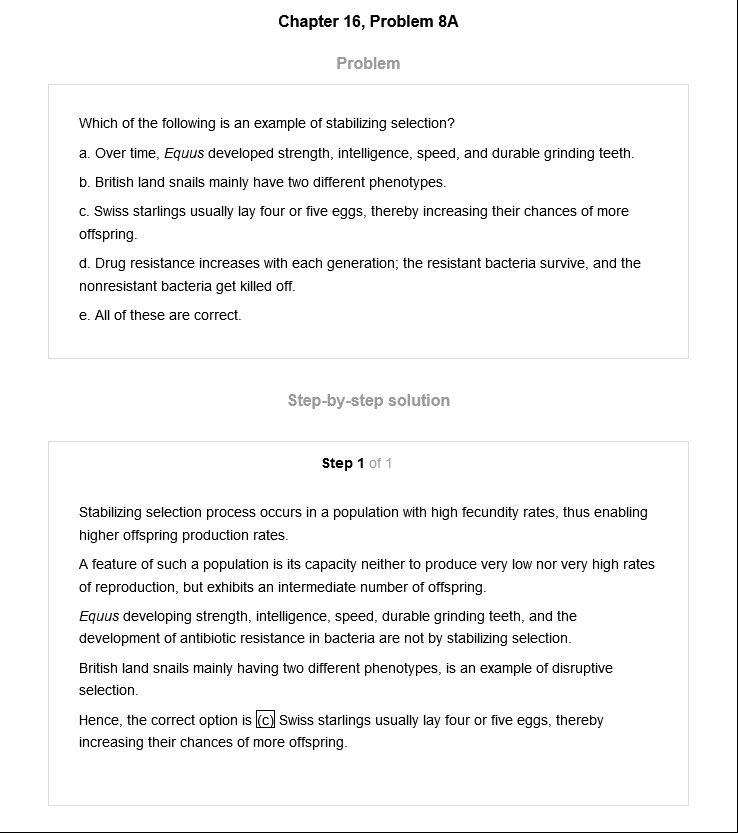 Chapter 16, Problem 8A
Problem
Which of the following is an example of stabilizing selection?
a. Over time, Equus developed strength, intelligence, speed, and durable grinding teeth.
b. British land snails mainly have two different phenotypes.
c. Swiss starlings usually lay four or five eggs, thereby increasing their chances of more
offspring.
d. Drug resistance increases with each generation; the resistant bacteria survive, and the
nonresistant bacteria get killed off.
e. All of these are correct.
Step-by-step solution
Step 1 of 1
Stabilizing selection process occurs in a population with high fecundity rates, thus enabling
higher offspring production rates.
A feature of such a population is its capacity neither to produce very low nor very high rates
of reproduction, but exhibits an intermediate number of offspring.
Equus developing strength, intelligence, speed, durable grinding teeth, and the
development of antibiotic resistance in bacteria are not by stabilizing selection.
British land snails mainly having two different phenotypes, is an example of disruptive
selection.
Hence, the correct option is (c) Swiss starlings usually lay four or five eggs, thereby
increasing their chances of more offspring.